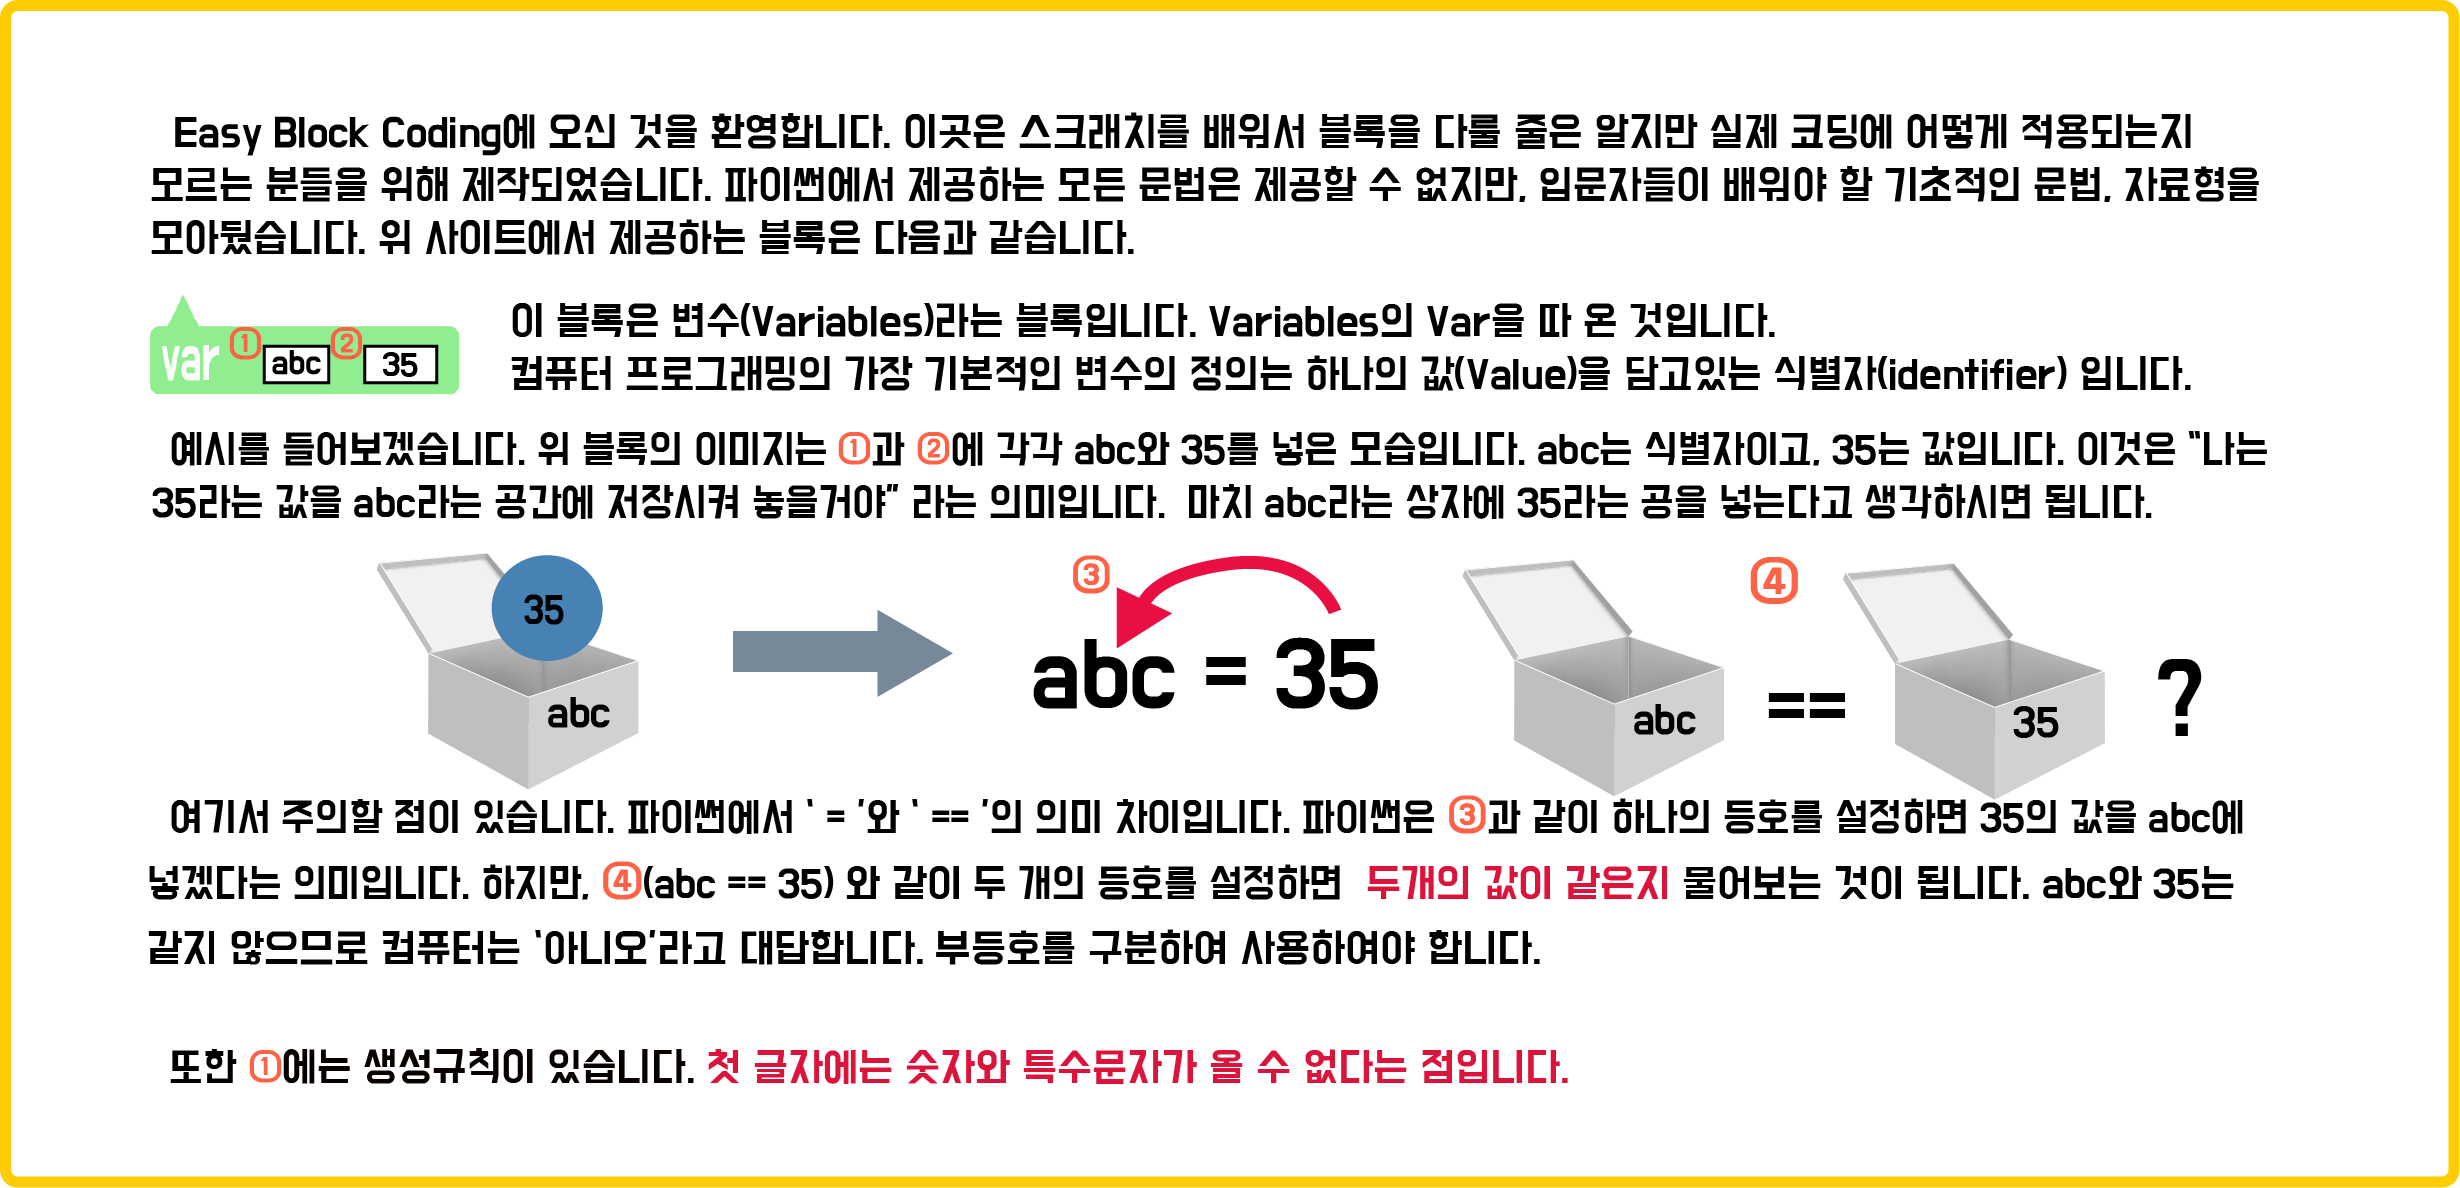 Easy Block Coding에 오신 것을 환영합니다. 이곳은 스크래치를 배워서 블록을 다룰 줄은 알지만 실제 코딩에 어떻게 적용되는지
모르는 분들을 위해 제작되었습니다. 파이썬에서 제공하는 모든 문법은 제공할 수 없지만, 입문자들이 배워야 할 기초적인 문법, 자료형을
모아뒀습니다. 위 사이트에서 제공하는 블록은 다음과 같습니다.
var ① abc ② 35
이 블록은 변수(Variables)라는 블록입니다. Variables의 Var을 따 온 것입니다.
컴퓨터 프로그래밍의 가장 기본적인 변수의 정의는 하나의 값(Value)을 담고있는 식별자(identifier) 입니다.
예시를 들어보겠습니다. 위 블록의 이미지는 ①과 ②에 각각 abc와 35를 넣은 모습입니다. abc는 식별자이고, 35는 값입니다. 이것은 “나는
35라는 값을 abc라는 공간에 저장시켜 놓을거야” 라는 의미입니다. 마치 abc라는 상자에 35라는 공을 넣는다고 생각하시면 됩니다.
35
abc
③
abc = 35
④
abc == 35 ?
여기서 주의할 점이 있습니다. 파이썬에서 ‘ = ’와 ‘ == ’의 의미 차이입니다. 파이썬은 ③과 같이 하나의 등호를 설정하면 35의 값을 abc에
넣겠다는 의미입니다. 하지만, ④(abc == 35) 와 같이 두 개의 등호를 설정하면 두개의 값이 같은지 물어보는 것이 됩니다. abc와 35는
같지 않으므로 컴퓨터는 ‘아니오’라고 대답합니다. 부등호를 구분하여 사용하여야 합니다.
또한 ①에는 생성규칙이 있습니다. 첫 글자에는 숫자와 특수문자가 올 수 없다는 점입니다.